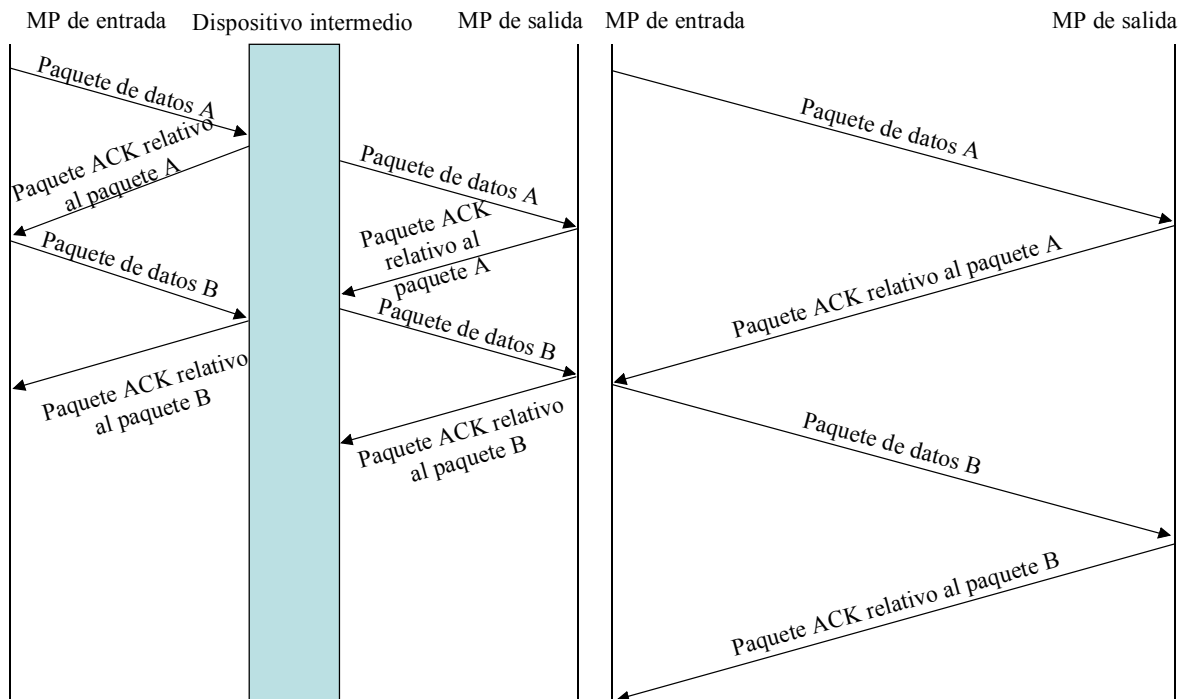 MP de entrada
Dispositivo intermedio
MP de salida
Paquete de datos A
Paquete ACK relativo
al paquete A
Paquete de datos B
Paquete ACK relativo
al paquete B
Paquete de datos A
Paquete ACK
relativo al
paquete A
Paquete de datos B
Paquete ACK relativo
al paquete B
MP de entrada
MP de salida
Paquete de datos A
Paquete ACK relativo al paquete A
Paquete de datos B
Paquete ACK relativo al paquete B